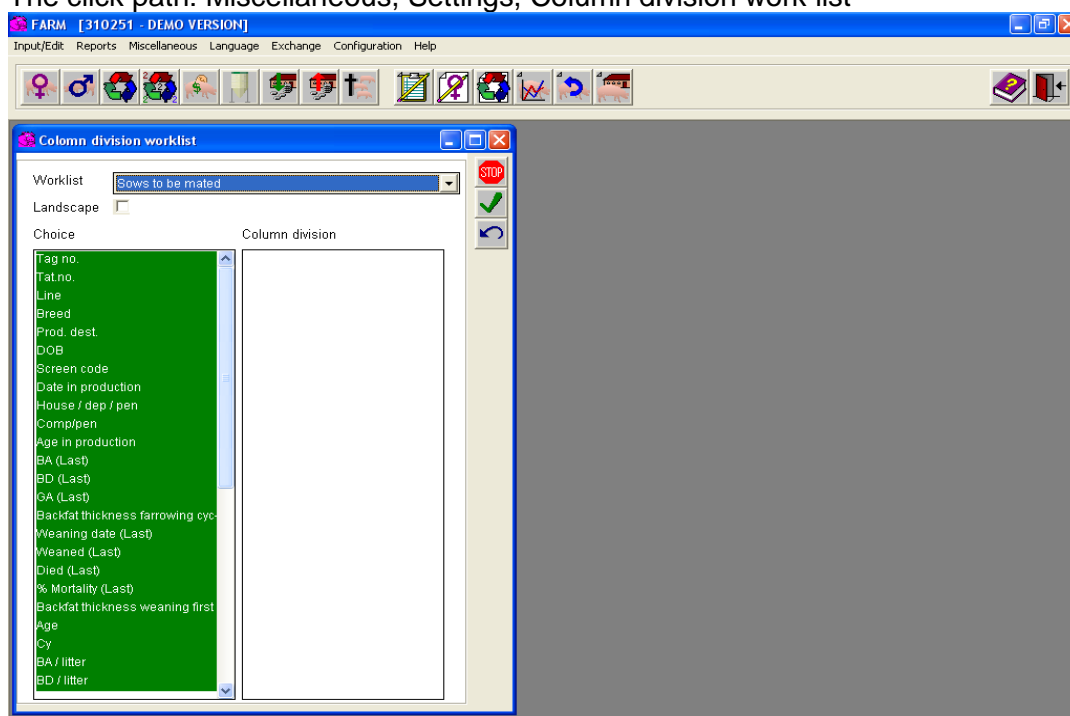 The click path: Miscellaneous, Settings, Column division work list
FARM [310251 - DEMO VERSION]
Input/Edit Reports Miscellaneous Language Exchange Configuration Help
Colomn division worklist
Worklist Sows to be mated
STOP
Landscape
Choice Column division
Tag no.
Tat.no.
Line
Breed
Prod. dest.
DOB
Screen code
Date in production
House / dep / pen
Comp/pen
Age in production
BA (Last)
BD (Last)
GA (Last)
Backfat thickness farrowing cyc-
Weaning date (Last)
Weaned (Last)
Died (Last)
% Mortality (Last)
Backfat thickness weaning first
Age
Cy
BA / litter
BD / litter